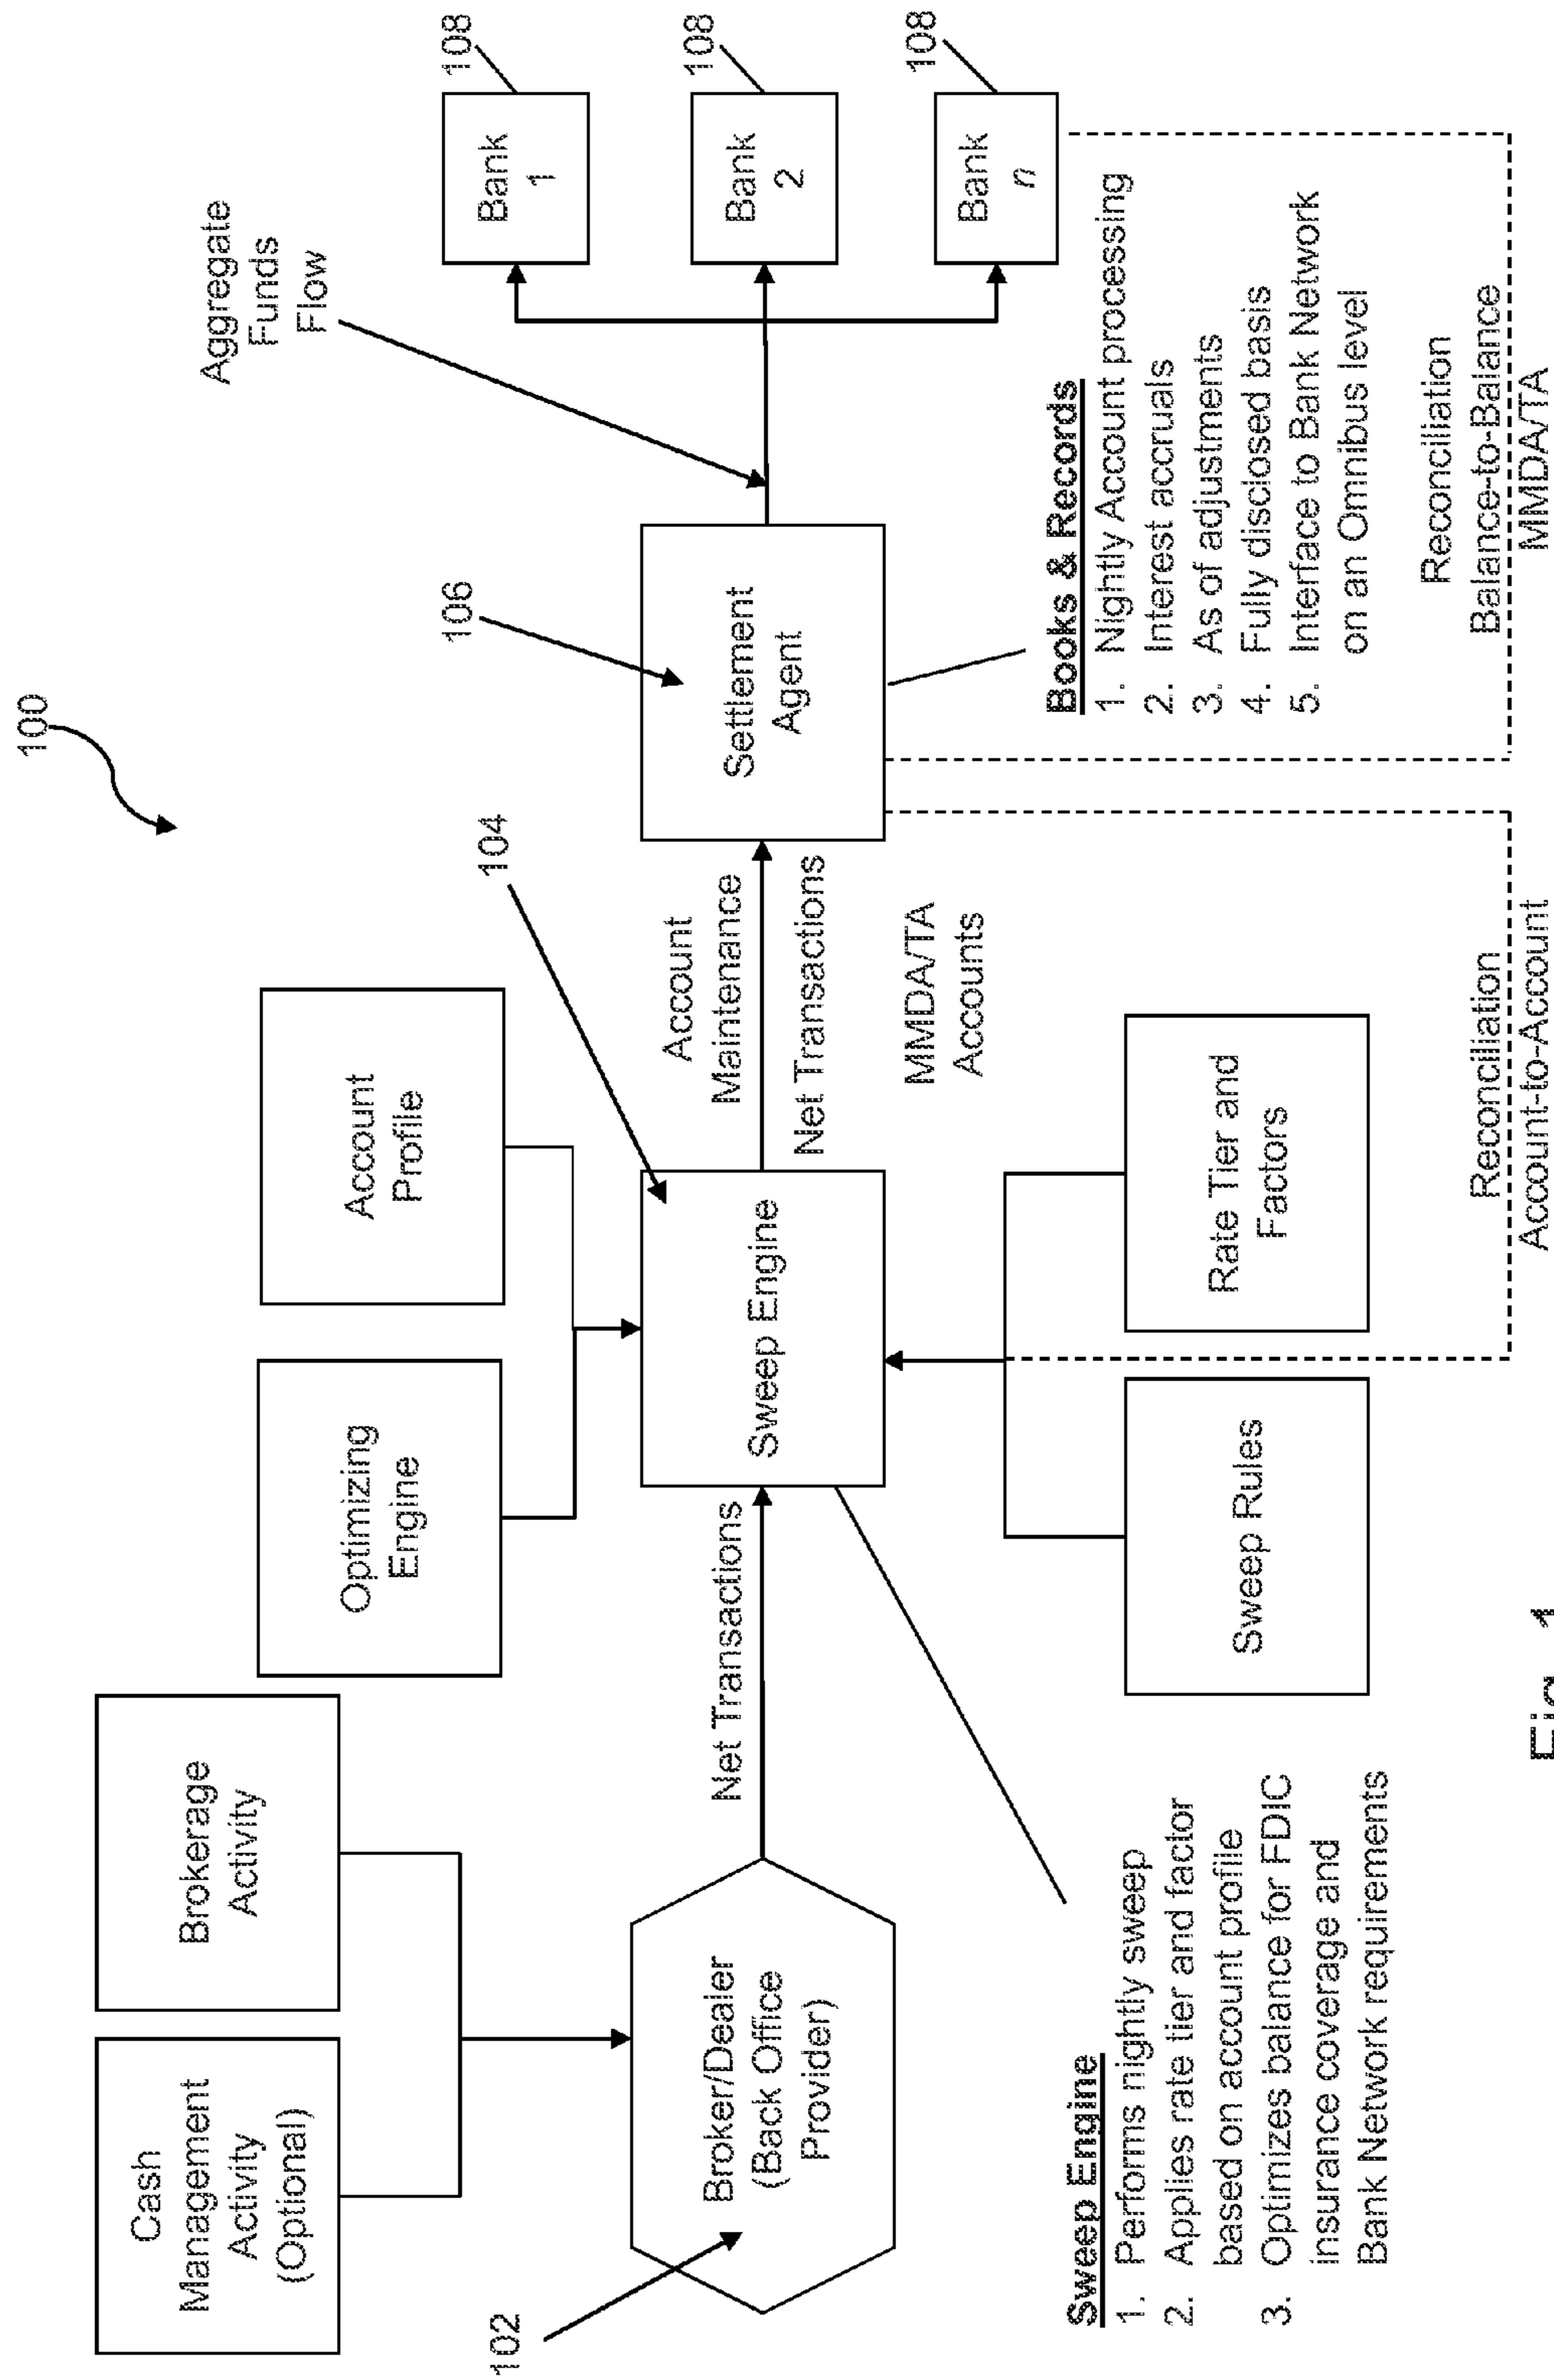 100
Cash
Management
Activity
(Optional)
Brokerage
Activity
Optimizing
Engine
Account
Profile
Aggregate
Funds
Flow
102
104
106
108
108
108
Broker/Dealer
(Back Office
Provider)
Net Transactions
Sweep Engine
Account
Maintenance
Net Transactions
MMDA/TA
Accounts
Settlement
Agent
Bank
1
Bank
2
Bank
n
Sweep Engine
1. Performs nightly sweep
2. Applies rate tier and factor
based on account profile
3. Optimizes balance for FDIC
insurance coverage and
Bank Network requirements
Sweep Rules
Rate Tier and
Factors
Books & Records
1. Nightly Account processing
2. Interest accruals
3. As of adjustments
4. Fully disclosed basis
5. Interface to Bank Network
on an Omnibus level
Reconciliation
Account-to-Account
Reconciliation
Balance-to-Balance
MMDA/TA
Fig. 1